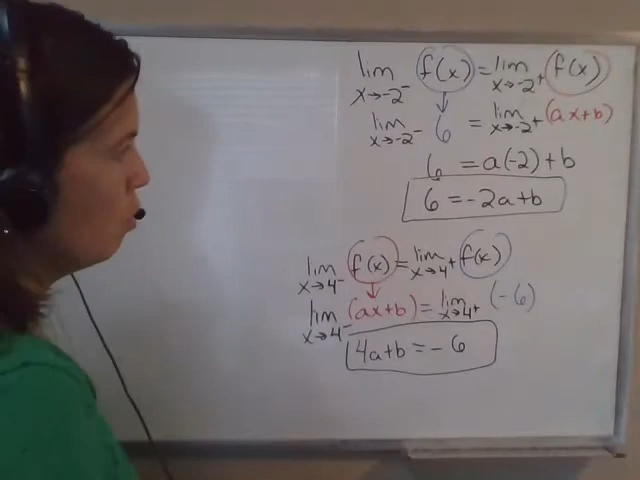 lim x→-2⁻ f(x) = lim x→-2⁺ f(x)
lim x→-2⁻ 6 = lim x→-2⁺ (ax+b)
6 = a(-2)+b
6 = -2a+b
lim x→4⁻ f(x) = lim x→4⁺ f(x)
lim x→4⁻ (ax+b) = lim x→4⁺ (-6)
4a+b = -6